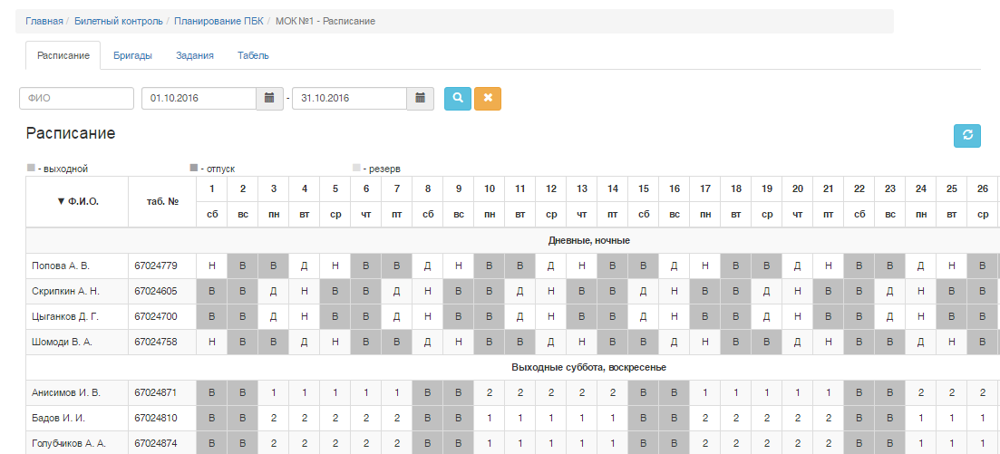 Главная / Билетный контроль / Планирование ПБК / МОК№1 - Расписание
Расписание Бригады Задания Табель
ФИО 01.10.2016 - 31.10.2016
Расписание
- выходной - отпуск - резерв
▼ Ф.И.О. таб. № 1 2 3 4 5 6 7 8 9 10 11 12 13 14 15 16 17 18 19 20 21 22 23 24 25 26
сб вс пн вт ср чт пт сб вс пн вт ср чт пт сб вс пн вт ср чт пт сб вс пн вт ср
Дневные, ночные
Попова А. В. 67024779 Н В В Д Н В В Д Н В В Д Н В В Д Н В В Д Н В В Д Н В
Скрипкин А. Н. 67024605 В В Д Н В В Д Н В В Д Н В В Д Н В В Д Н В В Д Н В В
Цыганков Д. Г. 67024700 В В Д Н В В Д Н В В Д Н В В Д Н В В Д Н В В Д Н В В
Шомоди В. А. 67024758 Н В В Д Н В В Д Н В В Д Н В В Д Н В В Д Н В В Д Н В
Выходные суббота, воскресенье
Анисимов И. В. 67024871 В В 1 1 1 1 1 В В 2 2 2 2 2 В В 1 1 1 1 1 В В 2 2 2
Бадов И. И. 67024810 В В 2 2 2 2 2 В В 1 1 1 1 1 В В 2 2 2 2 2 В В 1 1 1
Голубчиков А. А. 67024874 В В 2 2 2 2 2 В В 1 1 1 1 1 В В 2 2 2 2 2 В В 1 1 1